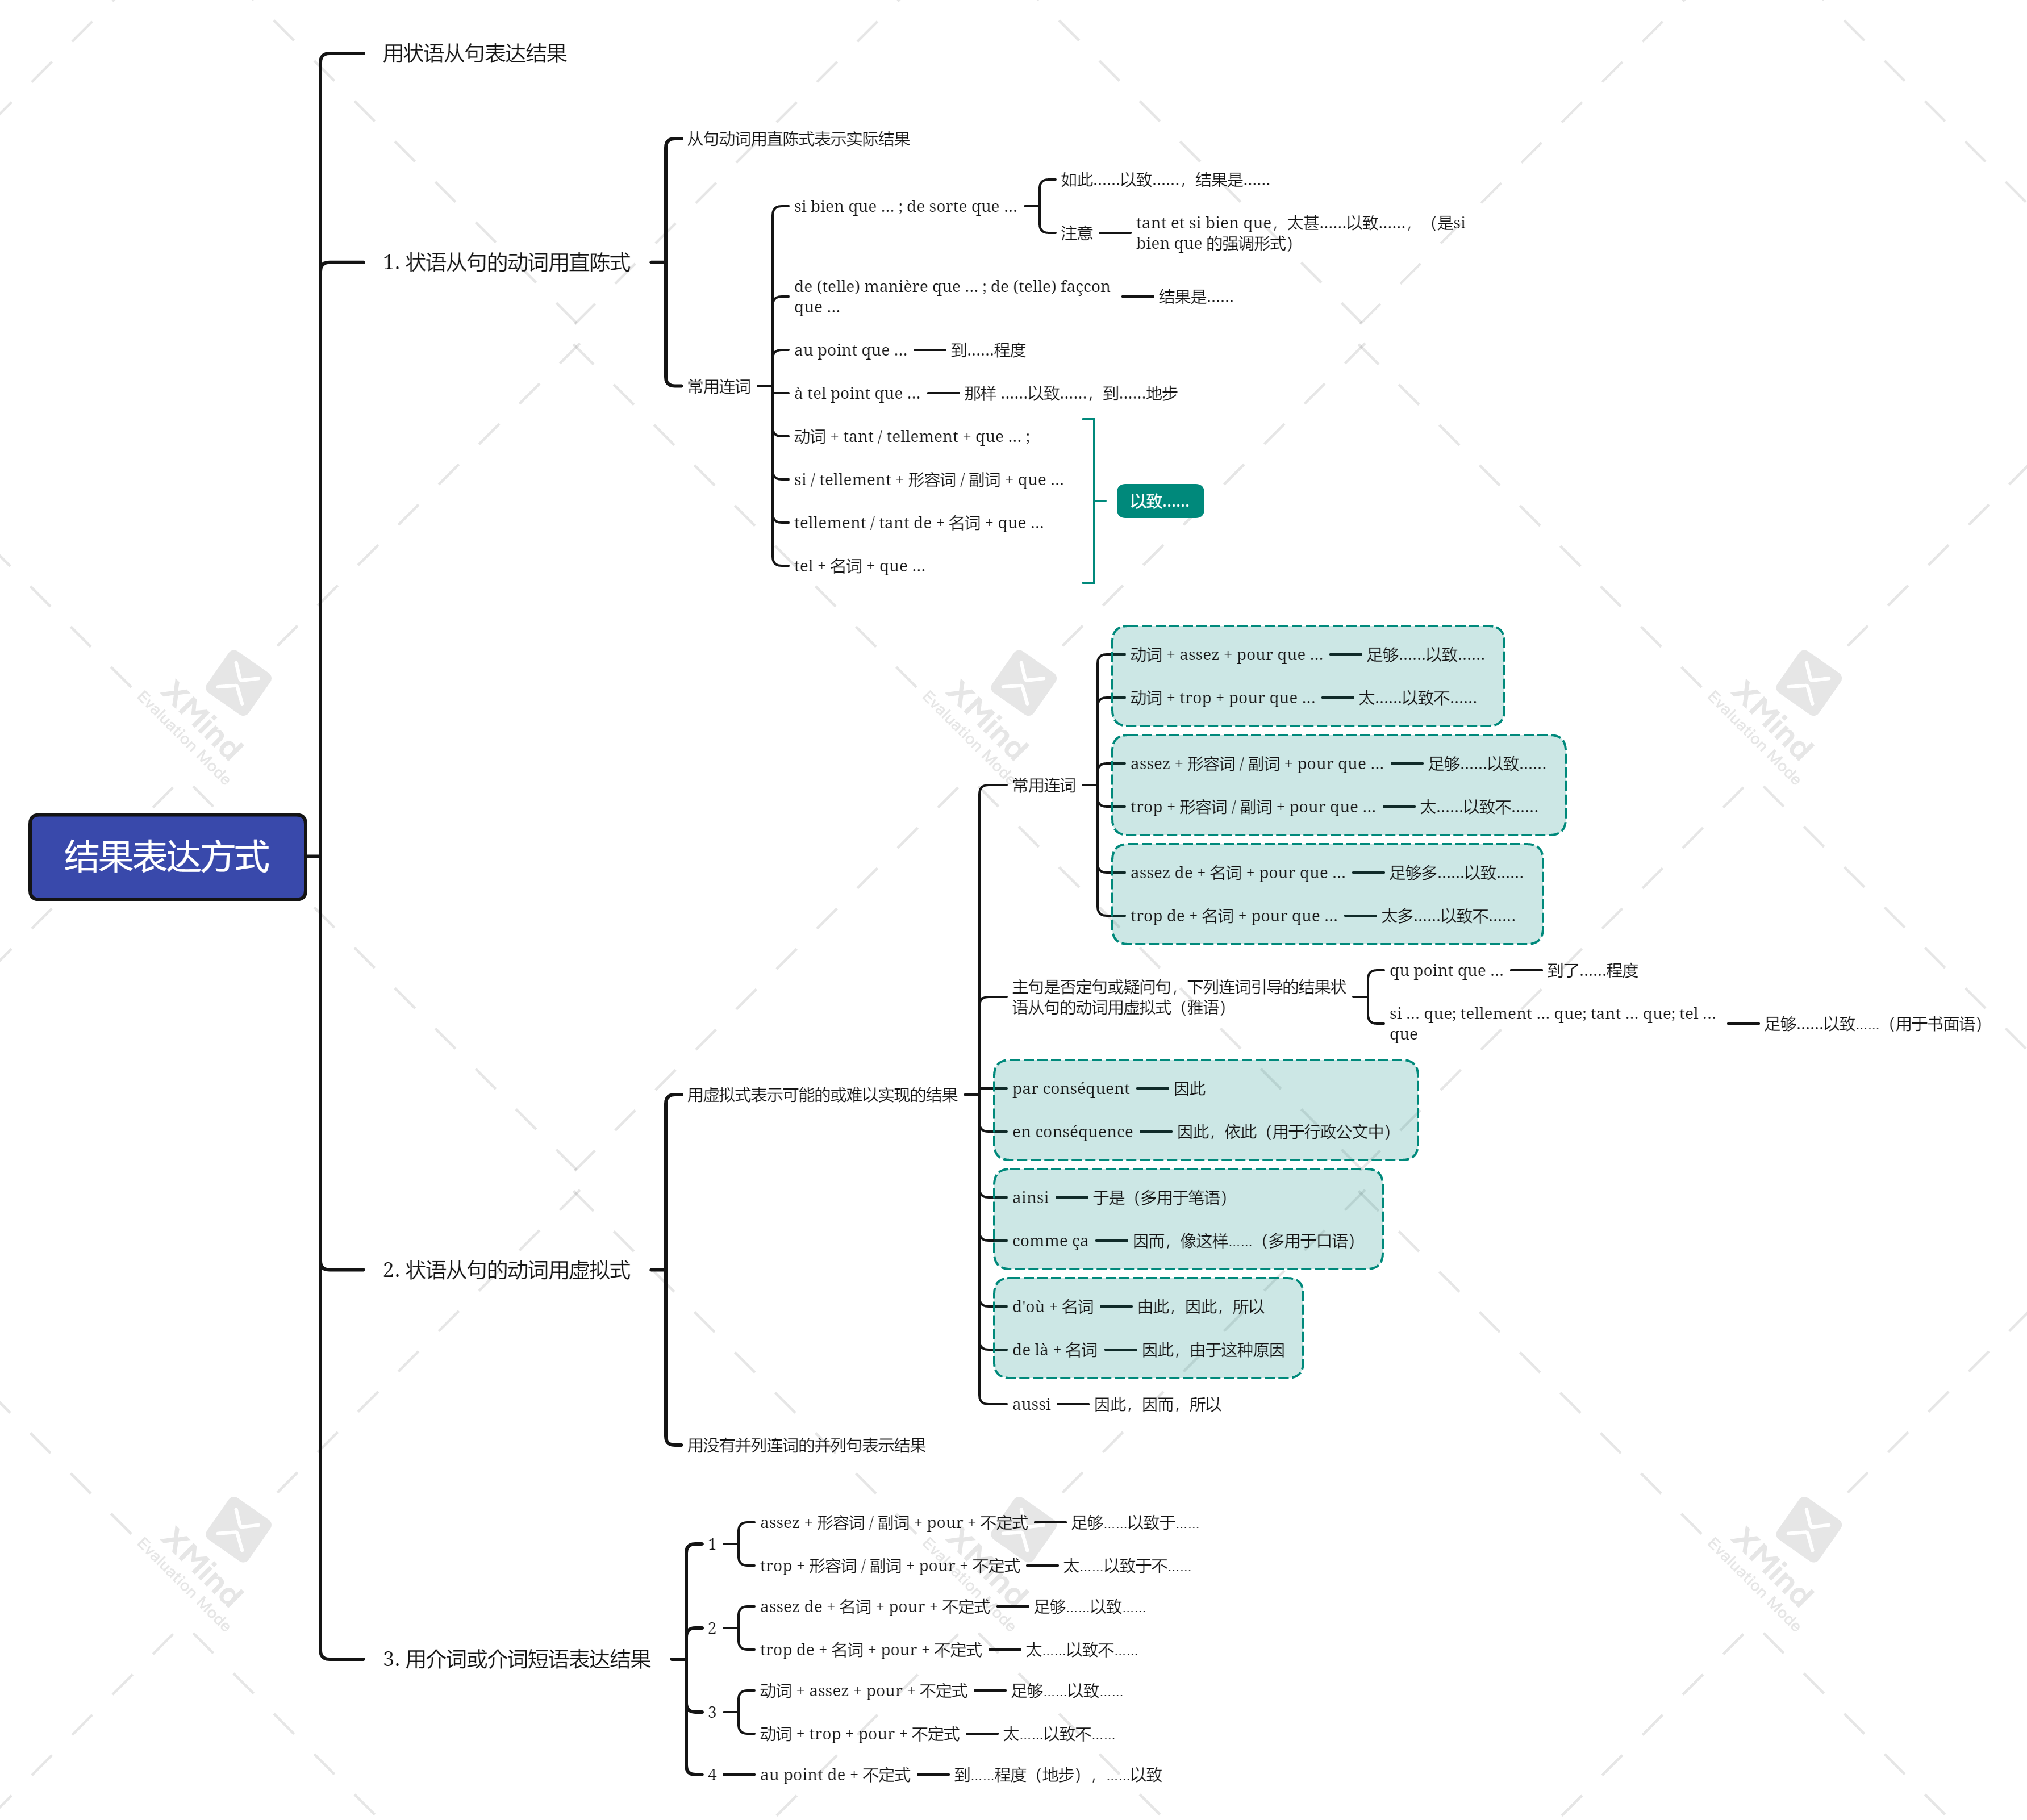 结果表达方式
用状语从句表达结果
1. 状语从句的动词用直陈式
从句动词用直陈式表示实际结果
常用连词
si bien que ... ; de sorte que ...
如此……以致……，结果是……
注意
tant et si bien que，太甚……以致……，（是si
bien que 的强调形式）
de (telle) manière que ... ; de (telle) façcon
que ...
结果是……
au point que ...
到……程度
à tel point que ...
那样 ……以致……，到……地步
动词 + tant / tellement + que ... ;
si / tellement + 形容词 / 副词 + que ...
tellement / tant de + 名词 + que ...
tel + 名词 + que ...
以致……
2. 状语从句的动词用虚拟式
用虚拟式表示可能的或难以实现的结果
常用连词
动词 + assez + pour que ...
足够……以致……
动词 + trop + pour que ...
太……以致不……
assez + 形容词 / 副词 + pour que ...
足够……以致……
trop + 形容词 / 副词 + pour que ...
太……以致不……
assez de + 名词 + pour que ...
足够多……以致……
trop de + 名词 + pour que ...
太多……以致不……
主句是否定句或疑问句，下列连词引导的结果状
语从句的动词用虚拟式（雅语）
qu point que ...
到了……程度
si ... que; tellement ... que; tant ... que; tel ...
que
足够……以致……（用于书面语）
par conséquent
因此
en conséquence
因此，依此（用于行政公文中）
ainsi
于是（多用于笔语）
comme ça
因而，像这样……（多用于口语）
d'où + 名词
由此，因此，所以
de là + 名词
因此，由于这种原因
aussi
因此，因而，所以
用没有并列连词的并列句表示结果
3. 用介词或介词短语表达结果
1
assez + 形容词 / 副词 + pour + 不定式
足够……以致于……
trop + 形容词 / 副词 + pour + 不定式
太……以致于不……
2
assez de + 名词 + pour + 不定式
足够……以致……
trop de + 名词 + pour + 不定式
太……以致不……
3
动词 + assez + pour + 不定式
足够……以致……
动词 + trop + pour + 不定式
太……以致不……
4
au point de + 不定式
到……程度（地步），……以致
XMind
Evaluation Mode
XMind
Evaluation Mode
XMind
Evaluation Mode
XMind
Evaluation Mode
XMind
Evaluation Mode
XMind
Evaluation Mode